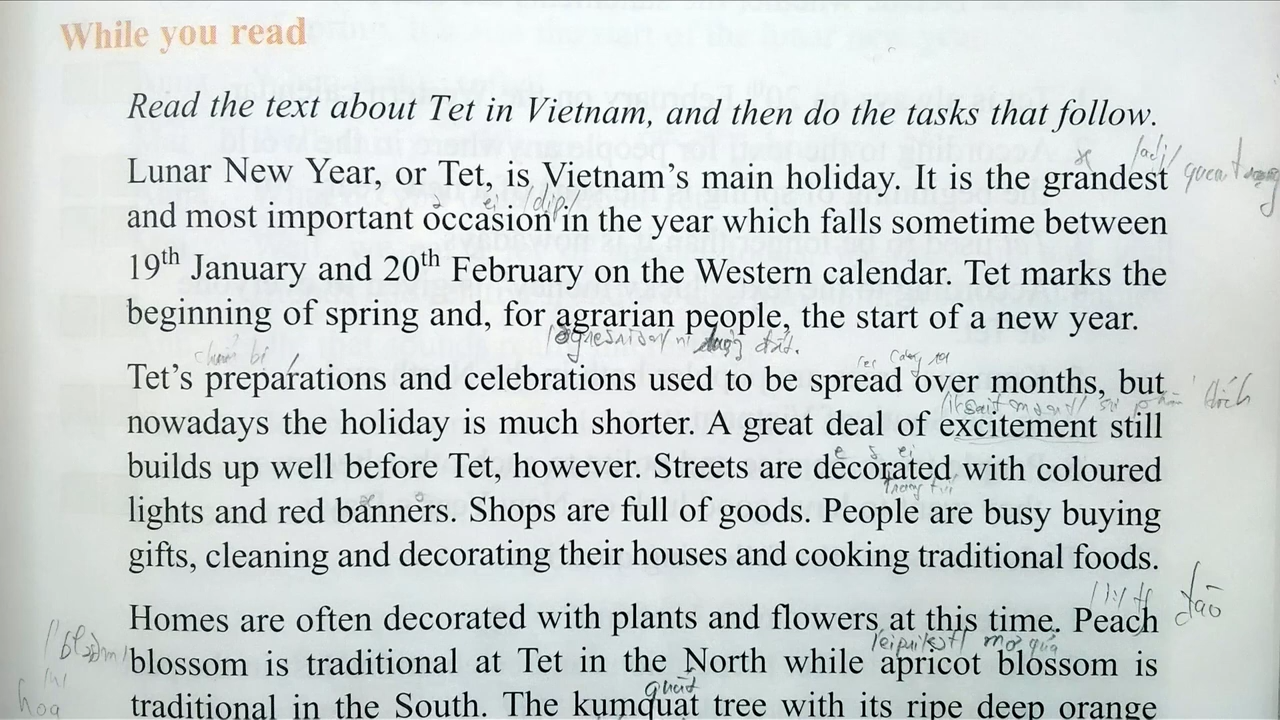 While you read
Read the text about Tet in Vietnam, and then do the tasks that follow.
Lunar New Year, or Tet, is Vietnam's main holiday. It is the grandest
and most important occasion in the year which falls sometime between
19th January and 20th February on the Western calendar. Tet marks the
beginning of spring and, for agrarian people, the start of a new year.
chuẩn bị
Tet's preparations and celebrations used to be spread over months, but
nowadays the holiday is much shorter. A great deal of excitement still
builds up well before Tet, however. Streets are decorated with coloured
lights and red banners. Shops are full of goods. People are busy buying
gifts, cleaning and decorating their houses and cooking traditional foods.
đào
Homes are often decorated with plants and flowers at this time. Peach
blossom is traditional at Tet in the North while apricot blossom is
hoa
quất
traditional in the South. The kumquat tree with its ripe deep orange